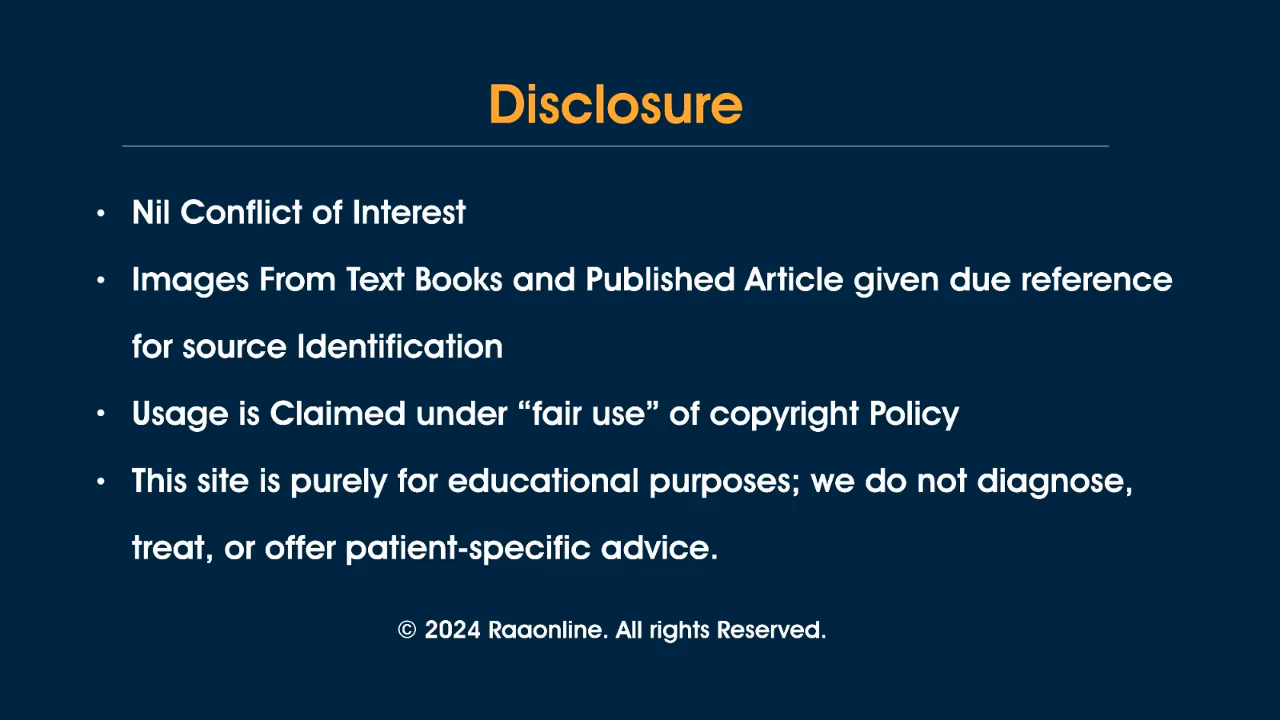 Disclosure
• Nil Conflict of Interest
• Images From Text Books and Published Article given due reference
for source Identification
• Usage is Claimed under “fair use” of copyright Policy
• This site is purely for educational purposes; we do not diagnose,
treat, or offer patient-specific advice.
© 2024 Raaonline. All rights Reserved.